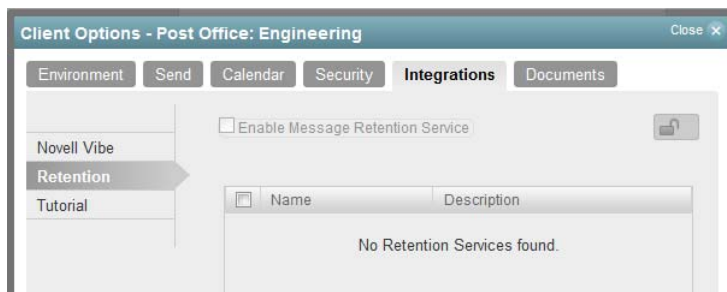 Client Options - Post Office: Engineering Close
Environment Send Calendar Security Integrations Documents
Enable Message Retention Service
Novell Vibe
Retention
Tutorial
Name Description
No Retention Services found.